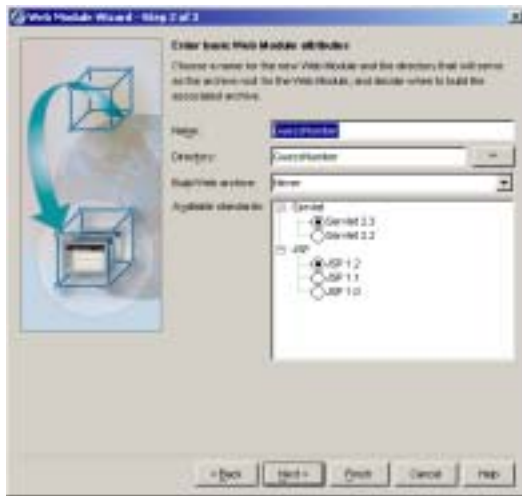 Web Module Wizard - Step 2 of 3
Enter basic Web Module attributes
Choose a name for the new Web Module and the directory that will serve
as the archive root for the Web Module, and decide when to build the
associated archive.
Name: GuessNumber
Directory: GuessNumber ...
Build Web archive: Never
Available standards:
Servlet
Servlet 2.3
Servlet 2.2
JSP
JSP 1.2
JSP 1.1
JSP 1.0
< Back Next > Finish Cancel Help